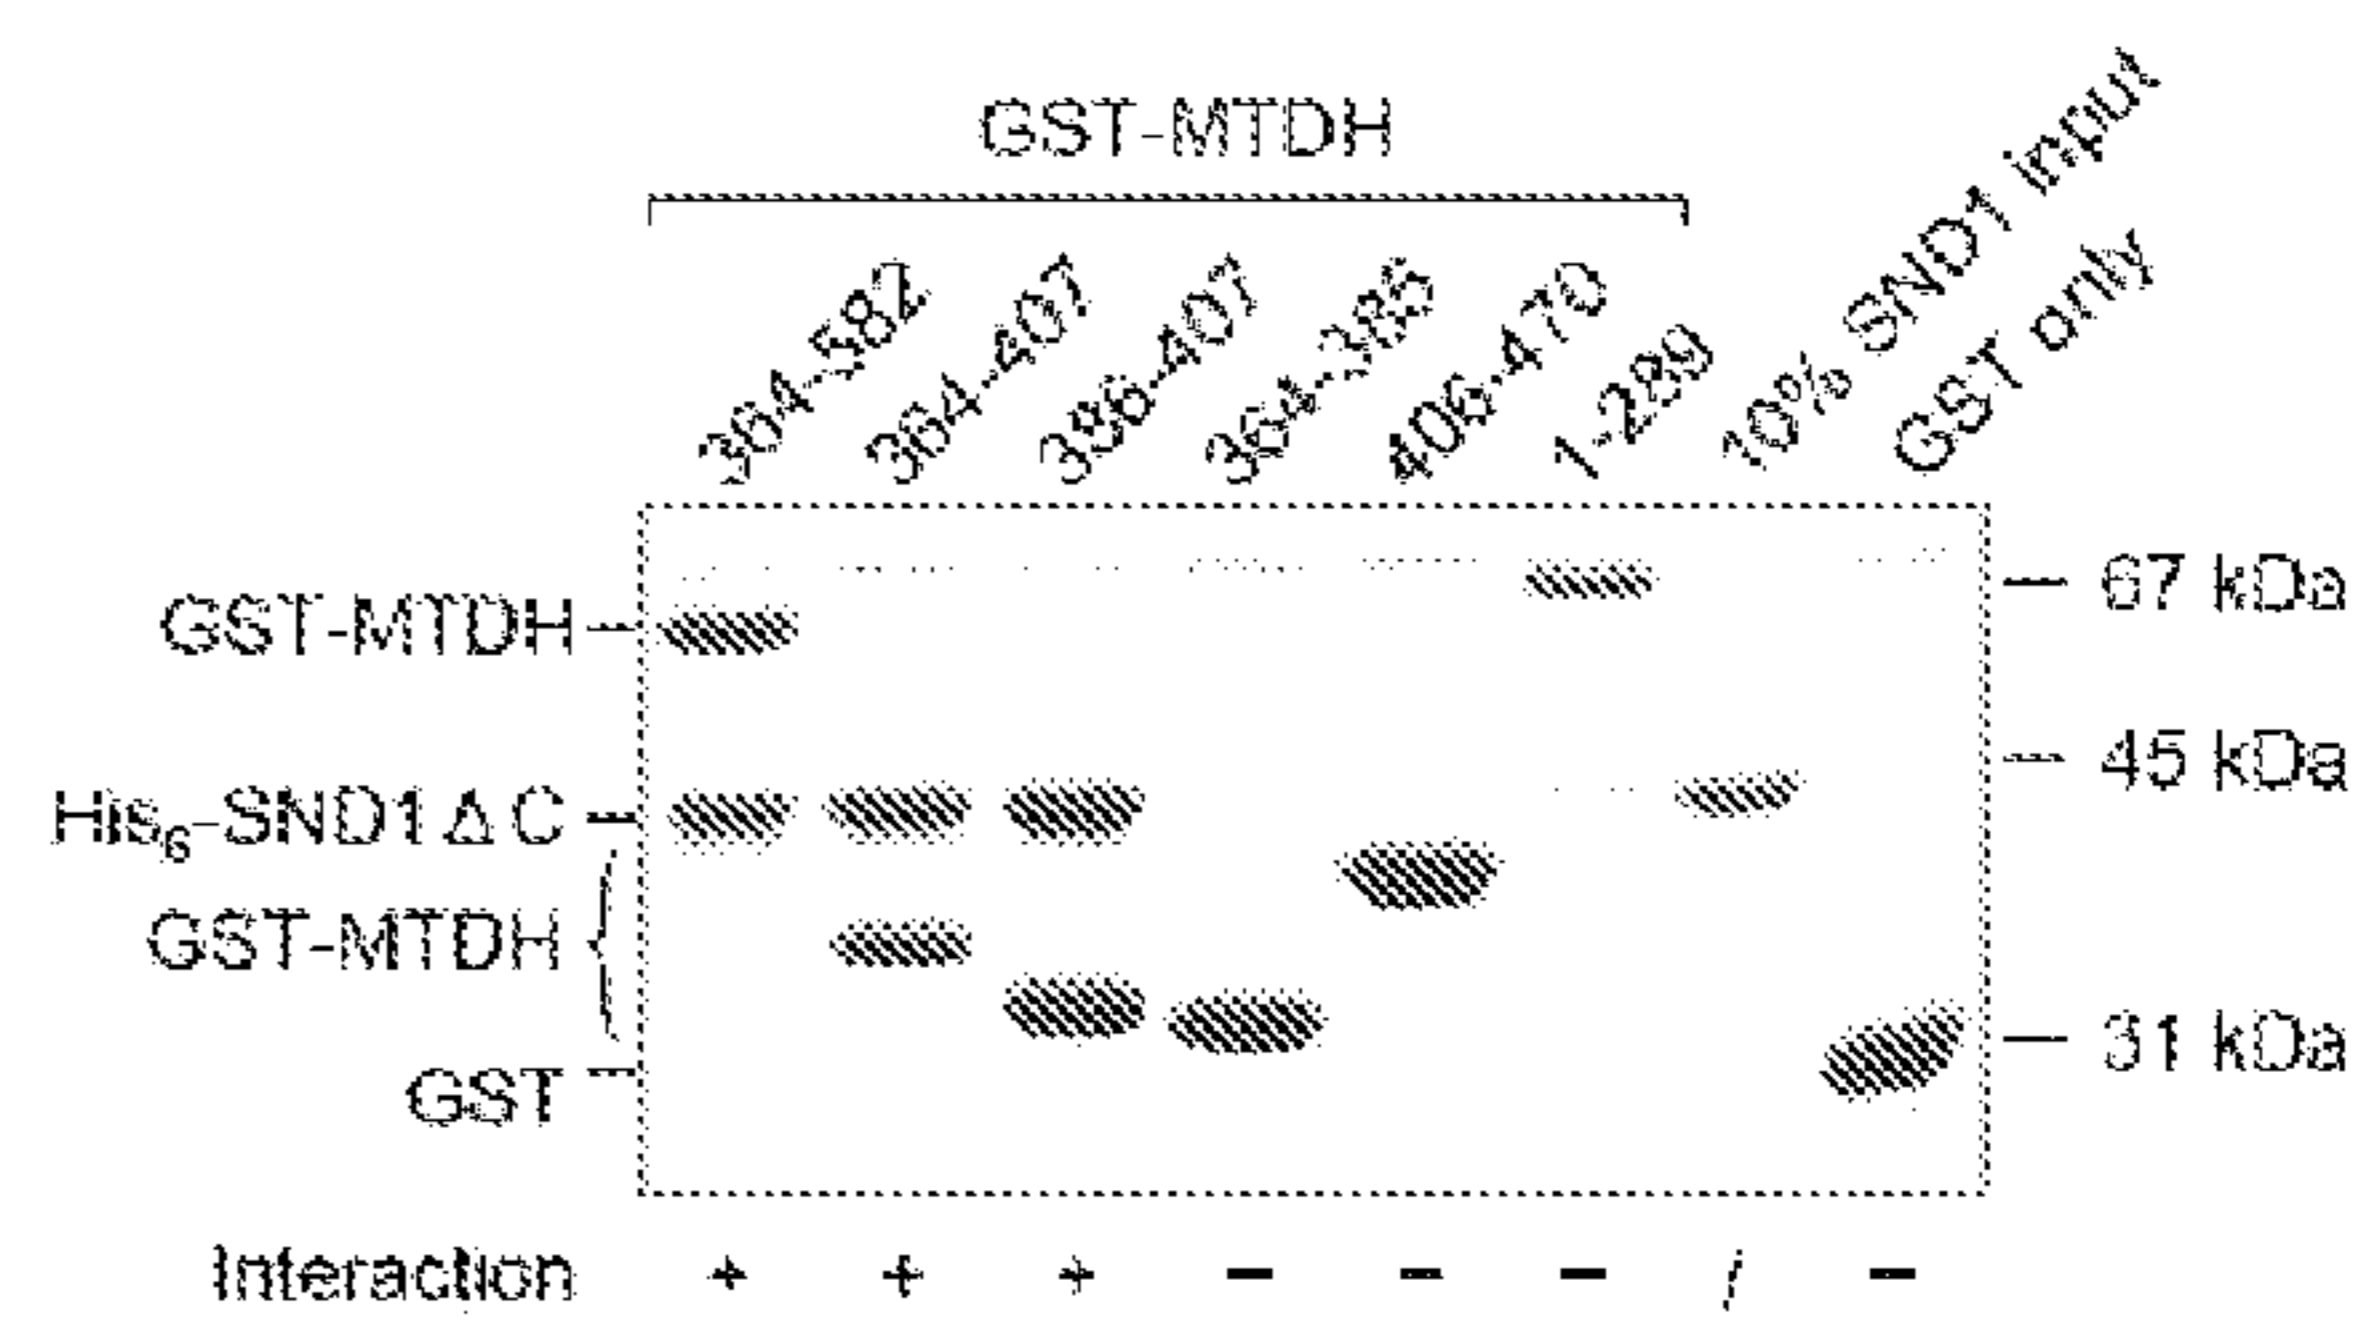 GST-MTDH
364-582
364-407
386-407
364-385
406-470
1-289
10% SND1 input
GST only
GST-MTDH
67 kDa
45 kDa
His6-SND1ΔC
GST-MTDH
GST
31 kDa
Interaction + + + - - - / -